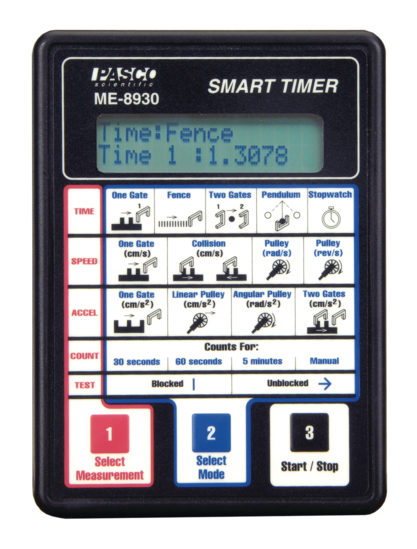 PASCO
scientific
SMART TIMER
ME-8930
Time:Fence
Time 1 :1.3078
TIME
One Gate
Fence
Two Gates
Pendulum
Stopwatch
1
1 2
SPEED
One Gate
(cm/s)
Collision
(cm/s)
Pulley
(rad/s)
Pulley
(rev/s)
ACCEL
One Gate
(cm/s²)
Linear Pulley
(cm/s²)
Angular Pulley
(rad/s²)
Two Gates
(cm/s²)
COUNT
Counts For:
30 seconds
60 seconds
5 minutes
Manual
TEST
Blocked |
Unblocked →
1
Select
Measurement
2
Select
Mode
3
Start / Stop